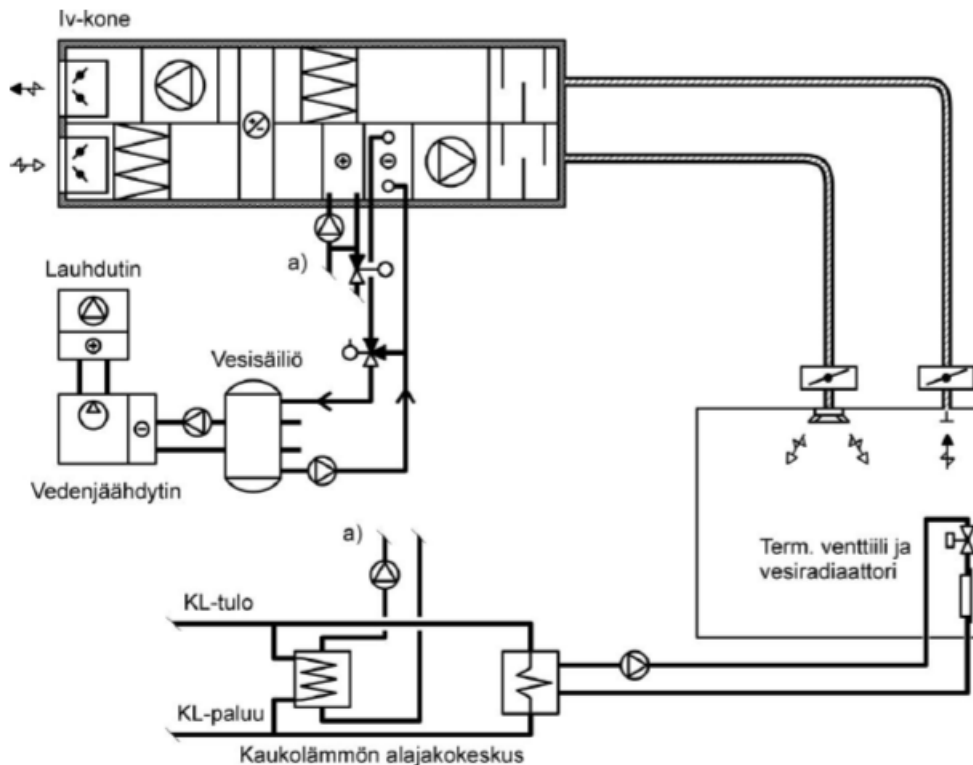 Iv-kone
a)
Lauhdutin
Vesisäiliö
Vedenjäähdytin
a)
Term. venttiili ja
vesiradiaattori
KL-tulo
KL-paluu
Kaukolämmön alajakokeskus